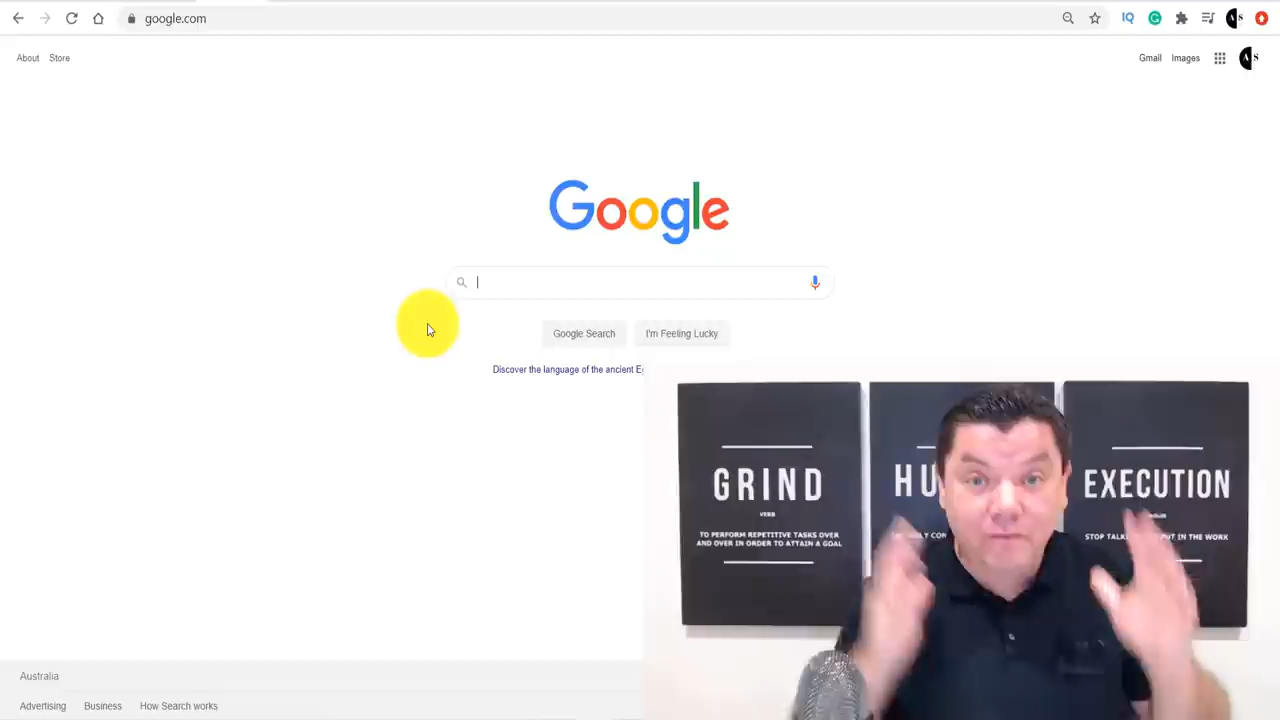 google.com
IQ
A S
About
Store
Gmail
Images
A S
Google
Google Search
I'm Feeling Lucky
Discover the language of the ancient
GRIND
VERB
TO PERFORM REPETITIVE TASKS OVER
AND OVER IN ORDER TO ATTAIN A GOAL
HU
EXECUTION
STOP
IN THE WORK
Australia
Advertising
Business
How Search works